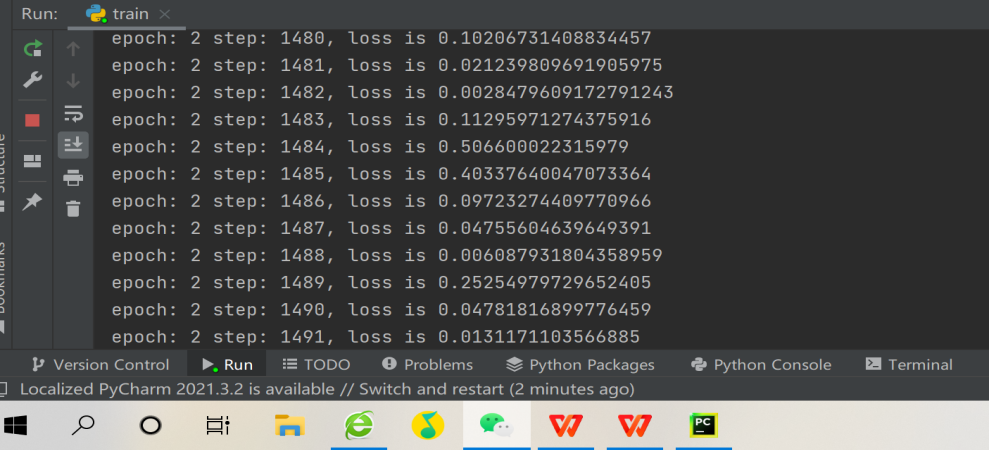 Run: train
epoch: 2 step: 1480, loss is 0.10206731408834457
epoch: 2 step: 1481, loss is 0.021239809691905975
epoch: 2 step: 1482, loss is 0.0028479609172791243
epoch: 2 step: 1483, loss is 0.11295971274375916
epoch: 2 step: 1484, loss is 0.506600022315979
epoch: 2 step: 1485, loss is 0.40337640047073364
epoch: 2 step: 1486, loss is 0.09723274409770966
epoch: 2 step: 1487, loss is 0.04755604639649391
epoch: 2 step: 1488, loss is 0.006087931804358959
epoch: 2 step: 1489, loss is 0.25254979729652405
epoch: 2 step: 1490, loss is 0.04781816899776459
epoch: 2 step: 1491, loss is 0.0131171103566885
Structure
Bookmarks
Version Control Run TODO Problems Python Packages Python Console Terminal
Localized PyCharm 2021.3.2 is available // Switch and restart (2 minutes ago)
PC